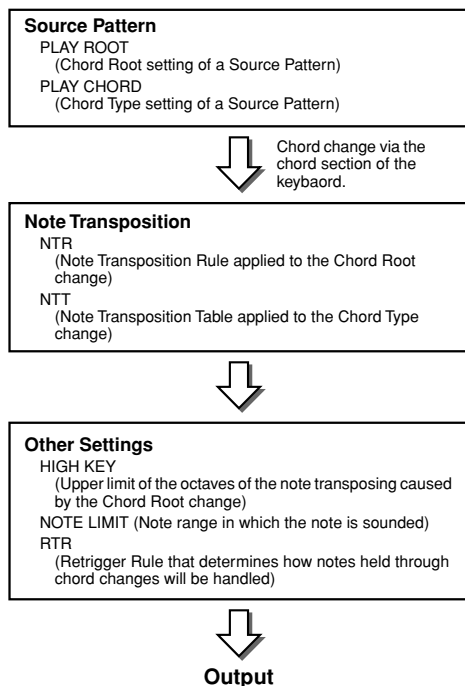 Source Pattern
PLAY ROOT
(Chord Root setting of a Source Pattern)
PLAY CHORD
(Chord Type setting of a Source Pattern)
Chord change via the
chord section of the
keybaord.
Note Transposition
NTR
(Note Transposition Rule applied to the Chord Root
change)
NTT
(Note Transposition Table applied to the Chord Type
change)
Other Settings
HIGH KEY
(Upper limit of the octaves of the note transposing caused
by the Chord Root change)
NOTE LIMIT (Note range in which the note is sounded)
RTR
(Retrigger Rule that determines how notes held through
chord changes will be handled)
Output